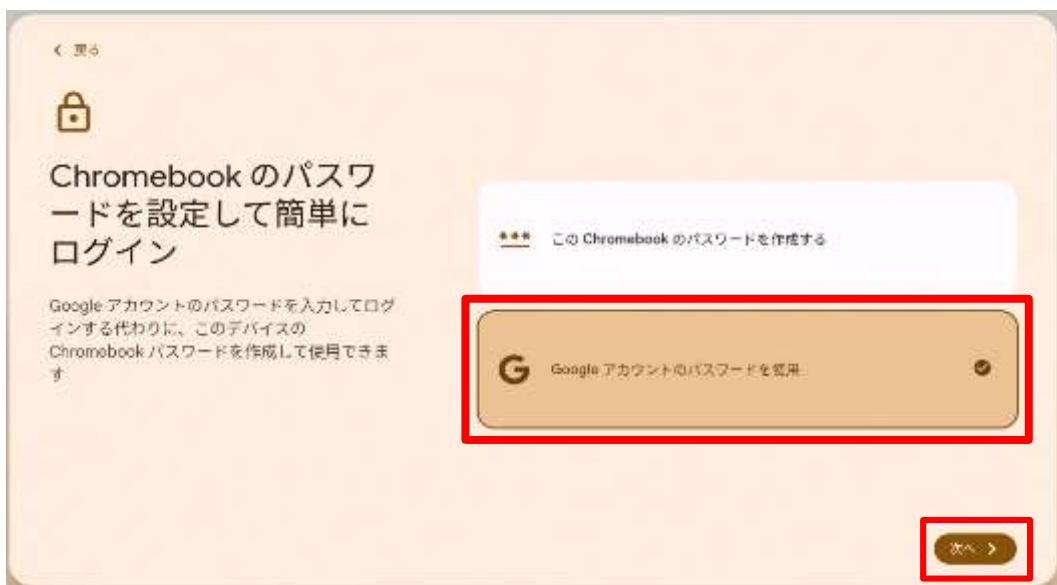 戻る
Chromebook のパスワ
ードを設定して簡単に
ログイン
Google アカウントのパスワードを入力してログ
インする代わりに、このデバイスの
Chromebook パスワードを作成して使用できま
す
この Chromebook のパスワードを作成する
Google アカウントのパスワードを使用
次へ